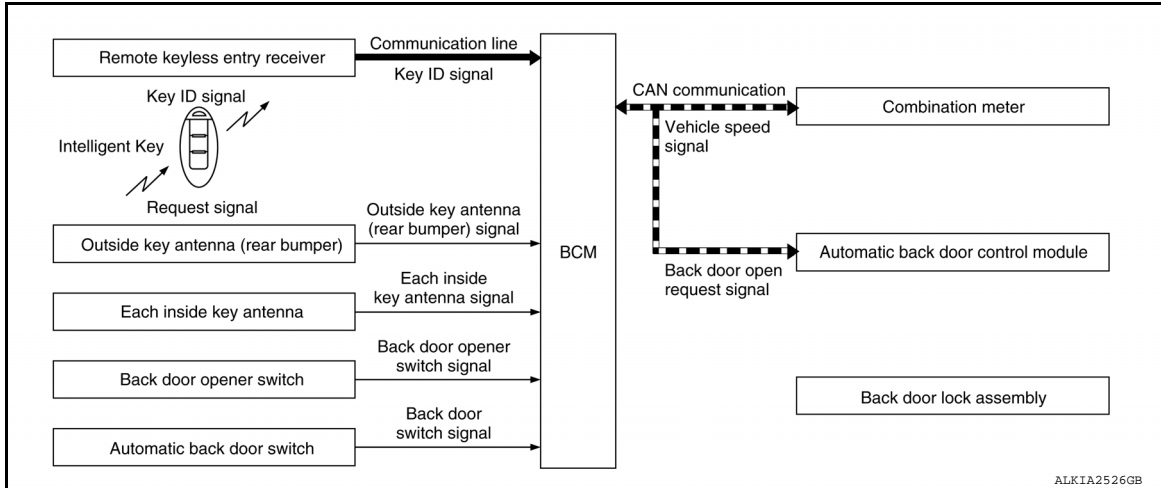 Remote keyless entry receiver
Communication line
Key ID signal
Key ID signal
Intelligent Key
Request signal
Outside key antenna (rear bumper)
Outside key antenna
(rear bumper) signal
Each inside key antenna
Each inside
key antenna signal
Back door opener switch
Back door opener
switch signal
Automatic back door switch
Back door
switch signal
BCM
CAN communication
Vehicle speed
signal
Combination meter
Back door open
request signal
Automatic back door control module
Back door lock assembly
ALKIA2526GB